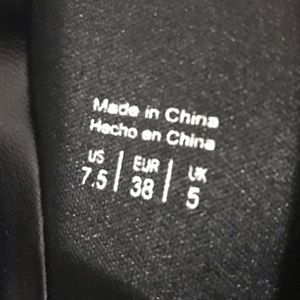 Made in China
Hecho en China
US | EUR | UK
7.5 | 38 | 5